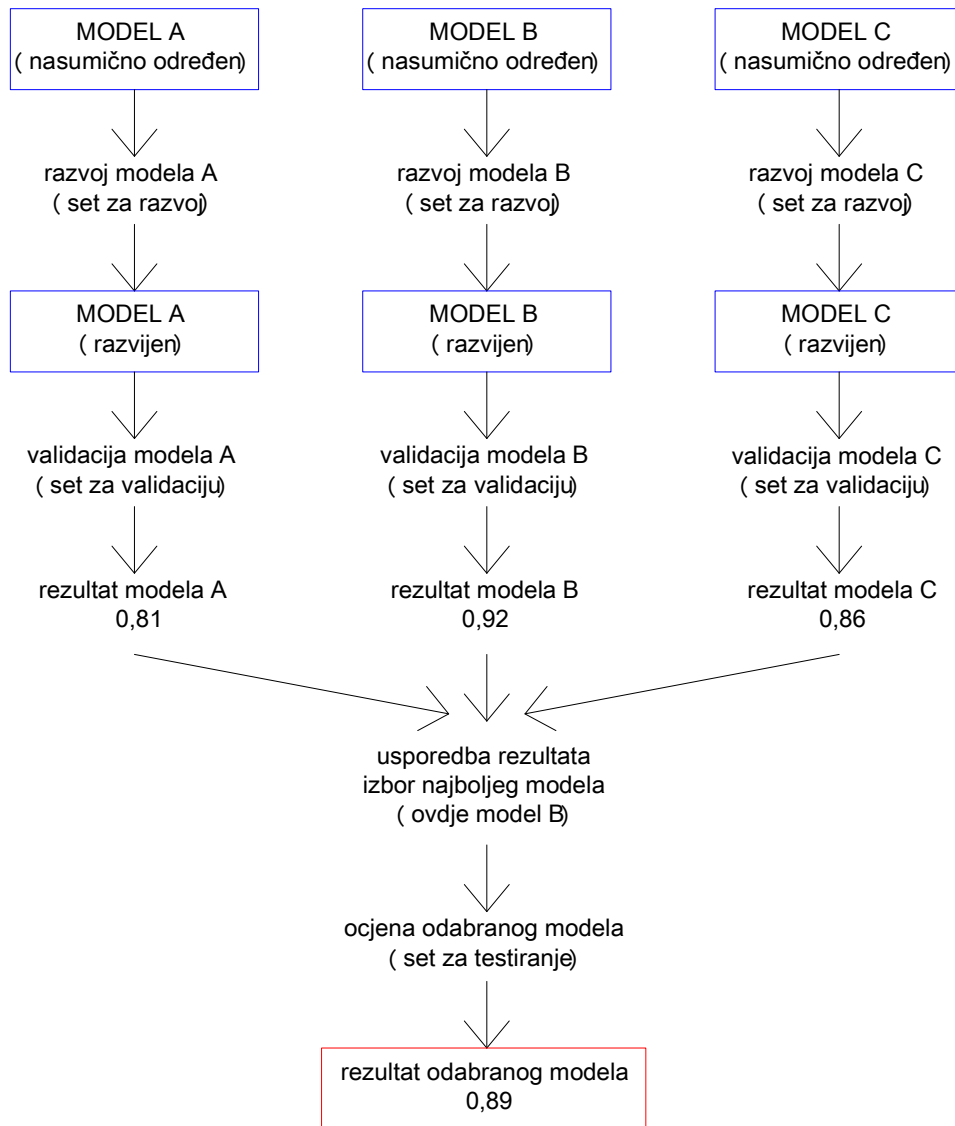 MODEL A
( nasumično određen)
MODEL B
( nasumično određen)
MODEL C
( nasumično određen)
razvoj modela A
( set za razvoj)
razvoj modela B
( set za razvoj)
razvoj modela C
( set za razvoj)
MODEL A
( razvijen)
MODEL B
( razvijen)
MODEL C
( razvijen)
validacija modela A
( set za validaciju)
validacija modela B
( set za validaciju)
validacija modela C
( set za validaciju)
rezultat modela A
0,81
rezultat modela B
0,92
rezultat modela C
0,86
usporedba rezultata
izbor najboljeg modela
( ovdje model B)
ocjena odabranog modela
( set za testiranje)
rezultat odabranog modela
0,89